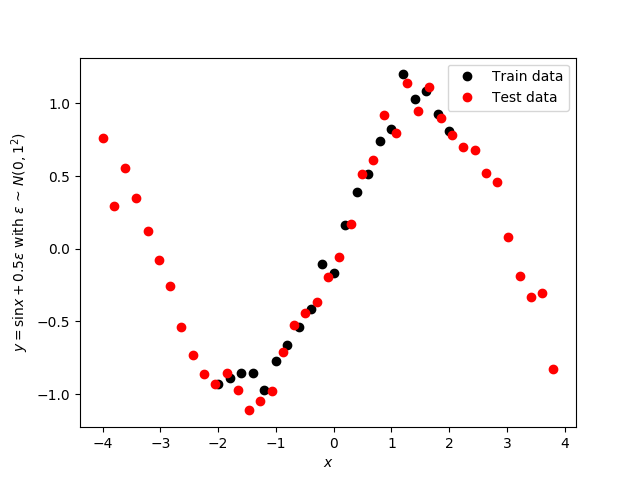 Train data
Test data
1.0
0.5
0.0
−0.5
−1.0
y = sinx + 0.5ε with ε ~ N(0, 1²)
−4 −3 −2 −1 0 1 2 3 4
x